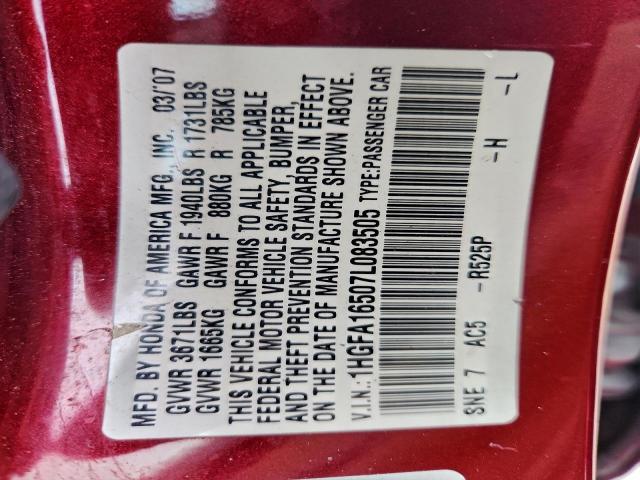 MFD. BY HONDA OF AMERICA MFG., INC. 03/'07
GVWR 3671LBS GAWR F 1940LBS R 1731LBS
GVWR 1665KG GAWR F 880KG R 785KG
THIS VEHICLE CONFORMS TO ALL APPLICABLE
FEDERAL MOTOR VEHICLE SAFETY, BUMPER,
AND THEFT PREVENTION STANDARDS IN EFFECT
ON THE DATE OF MANUFACTURE SHOWN ABOVE.
V.I.N.: 1HGFA16507L083505 TYPE:PASSENGER CAR
SNE 7 AC5 -R525P -H -L